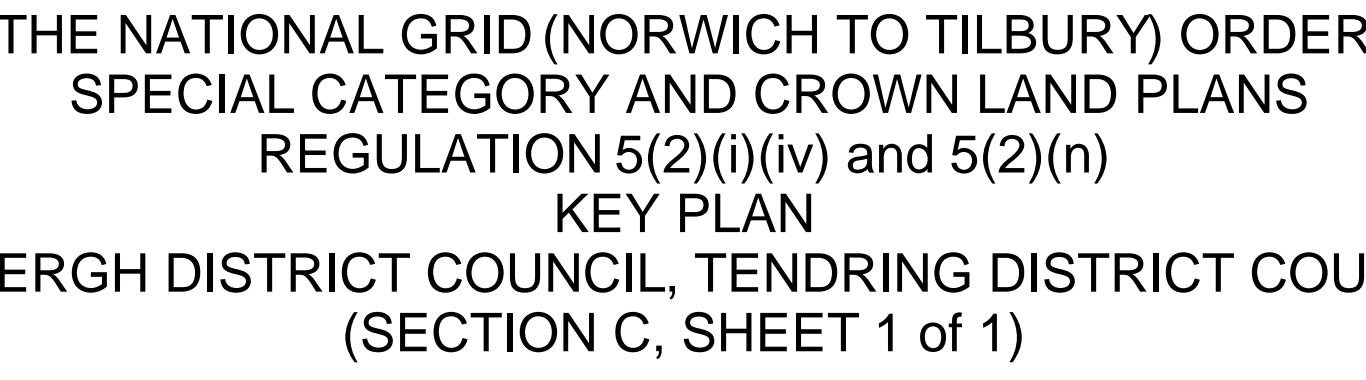 THE NATIONAL GRID (NORWICH TO TILBURY) ORDER
SPECIAL CATEGORY AND CROWN LAND PLANS
REGULATION 5(2)(i)(iv) and 5(2)(n)
KEY PLAN
ERGH DISTRICT COUNCIL, TENDRING DISTRICT COU
(SECTION C, SHEET 1 of 1)